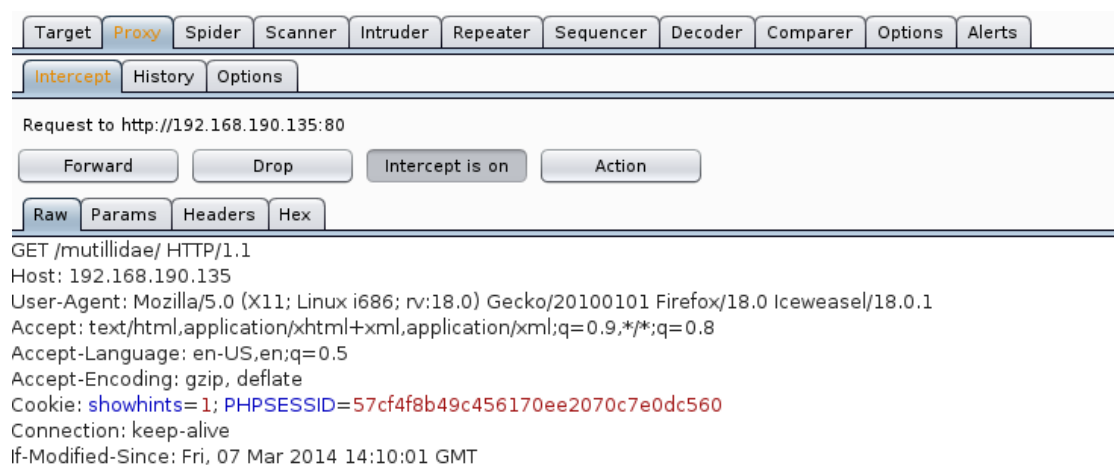 Target Proxy Spider Scanner Intruder Repeater Sequencer Decoder Comparer Options Alerts
Intercept History Options
Request to http://192.168.190.135:80
Forward Drop Intercept is on Action
Raw Params Headers Hex
GET /mutillidae/ HTTP/1.1
Host: 192.168.190.135
User-Agent: Mozilla/5.0 (X11; Linux i686; rv:18.0) Gecko/20100101 Firefox/18.0 Iceweasel/18.0.1
Accept: text/html,application/xhtml+xml,application/xml;q=0.9,*/*;q=0.8
Accept-Language: en-US,en;q=0.5
Accept-Encoding: gzip, deflate
Cookie: showhints=1; PHPSESSID=57cf4f8b49c456170ee2070c7e0dc560
Connection: keep-alive
If-Modified-Since: Fri, 07 Mar 2014 14:10:01 GMT